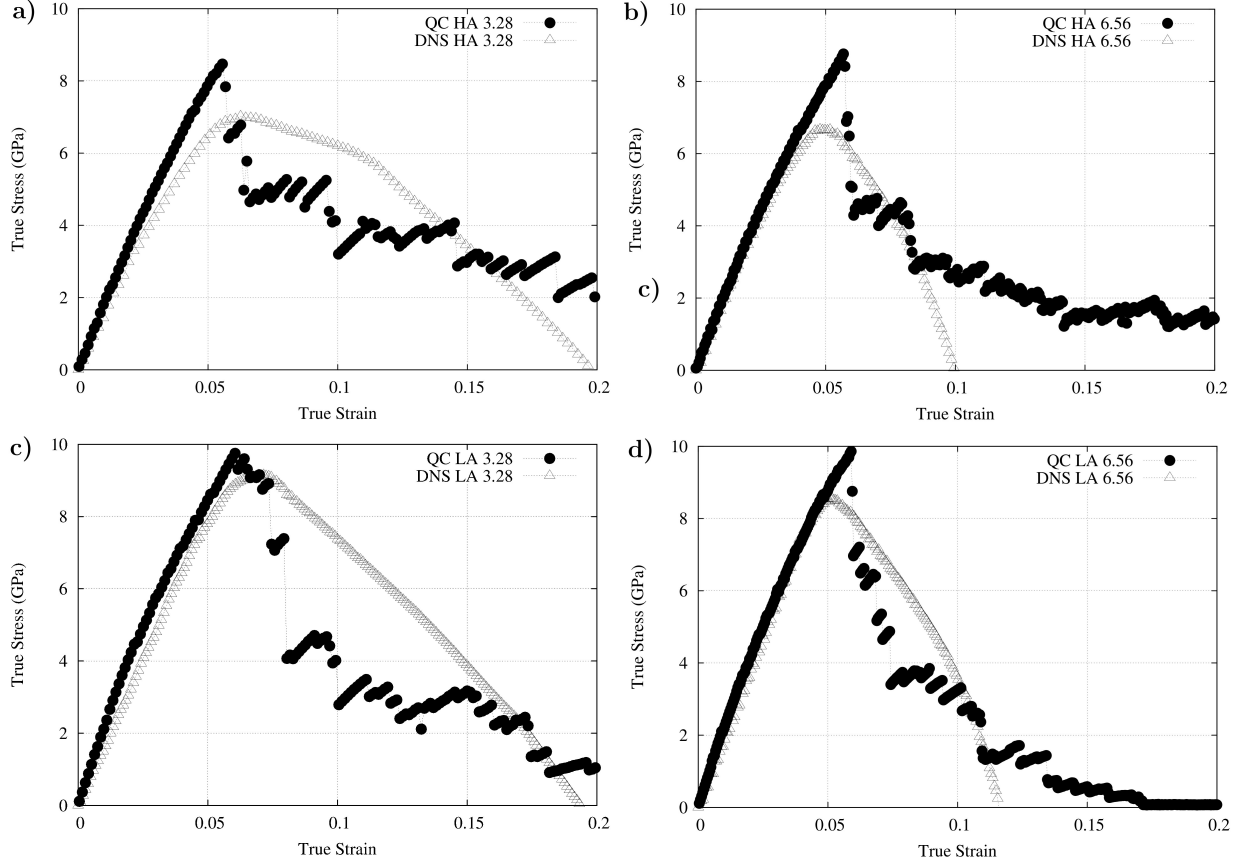 a)
10
8
6
4
2
0
True Stress (GPa)
QC HA 3.28
DNS HA 3.28
0
0.05
0.1
0.15
0.2
True Strain
b)
10
8
6
4
2
0
True Stress (GPa)
c)
QC HA 6.56
DNS HA 6.56
0
0.05
0.1
0.15
0.2
True Strain
c)
10
8
6
4
2
0
True Stress (GPa)
QC LA 3.28
DNS LA 3.28
0
0.05
0.1
0.15
0.2
True Strain
d)
10
8
6
4
2
0
True Stress (GPa)
QC LA 6.56
DNS LA 6.56
0
0.05
0.1
0.15
0.2
True Strain